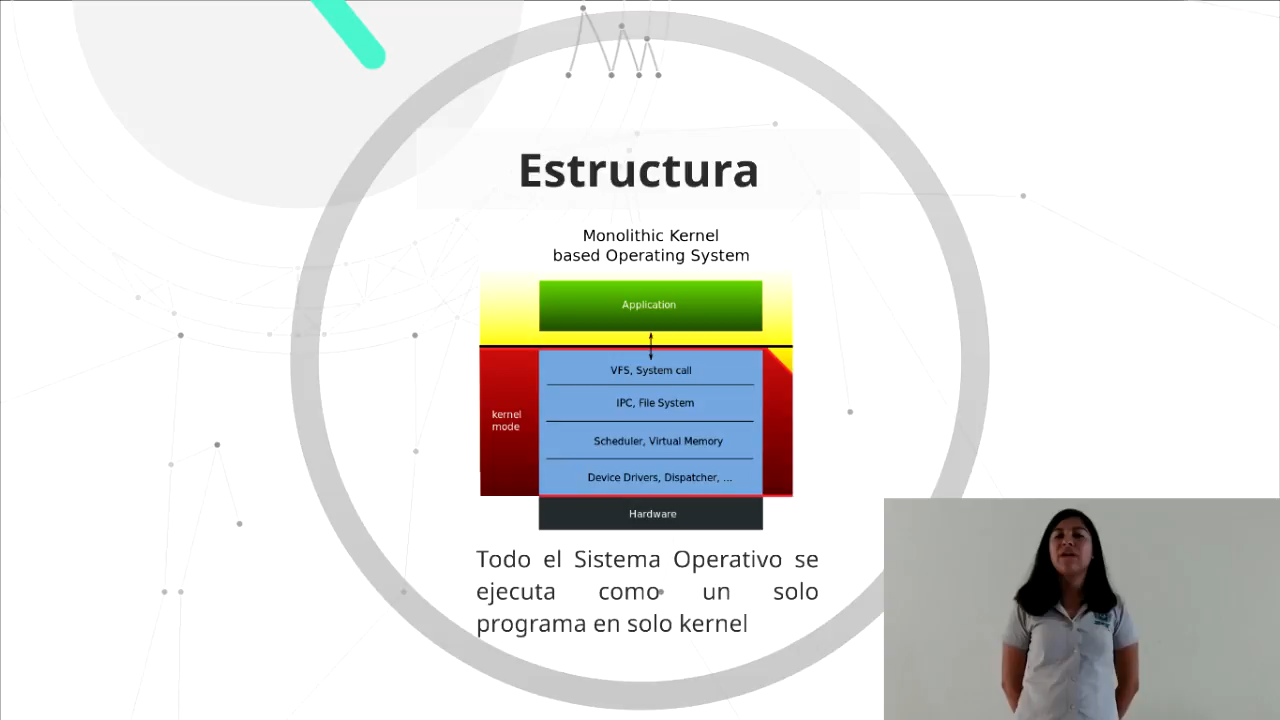 Estructura
Monolithic Kernel
based Operating System
Application
VFS, System call
IPC, File System
kernel
mode
Scheduler, Virtual Memory
Device Drivers, Dispatcher, ...
Hardware
Todo el Sistema Operativo se
ejecuta como un solo
programa en solo kernel